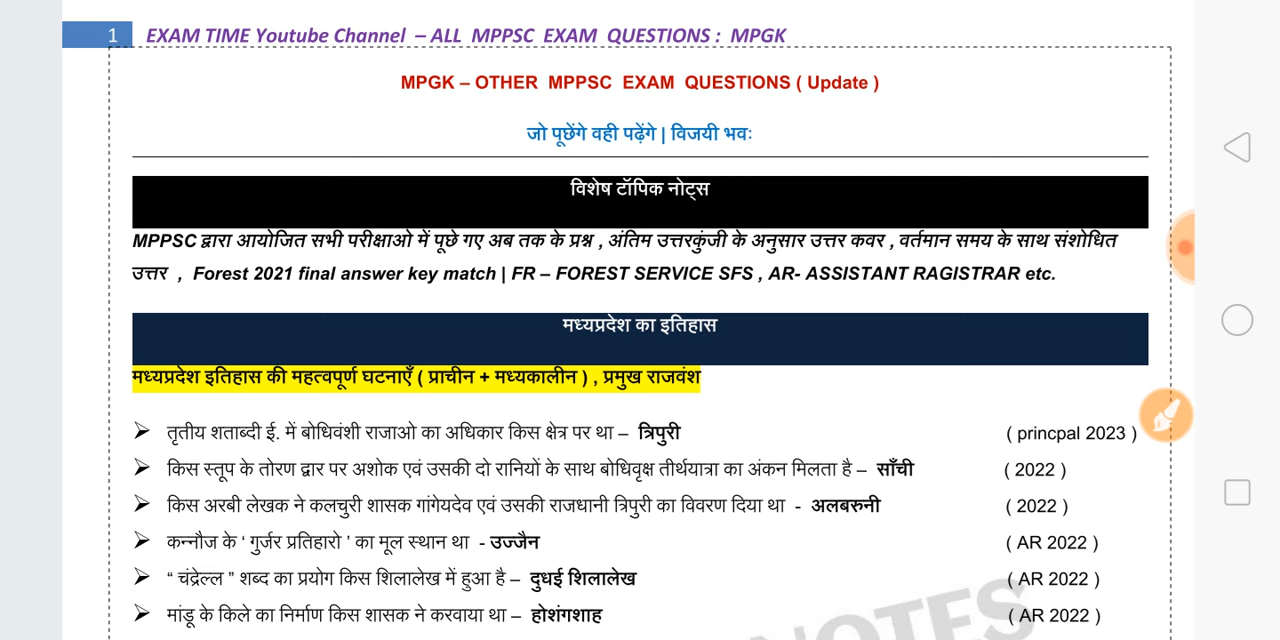 1 EXAM TIME Youtube Channel – ALL MPPSC EXAM QUESTIONS : MPGK
MPGK – OTHER MPPSC EXAM QUESTIONS ( Update )
जो पूछेंगे वही पढ़ेंगे | विजयी भवः
विशेष टॉपिक नोट्स
MPPSC द्वारा आयोजित सभी परीक्षाओ में पूछे गए अब तक के प्रश्न , अंतिम उत्तरकुंजी के अनुसार उत्तर कवर , वर्तमान समय के साथ संशोधित
उत्तर , Forest 2021 final answer key match | FR – FOREST SERVICE SFS , AR- ASSISTANT RAGISTRAR etc.
मध्यप्रदेश का इतिहास
मध्यप्रदेश इतिहास की महत्वपूर्ण घटनाएँ ( प्राचीन + मध्यकालीन ) , प्रमुख राजवंश
➢ तृतीय शताब्दी ई. में बोधिवंशी राजाओ का अधिकार किस क्षेत्र पर था – त्रिपुरी ( princpal 2023 )
➢ किस स्तूप के तोरण द्वार पर अशोक एवं उसकी दो रानियों के साथ बोधिवृक्ष तीर्थयात्रा का अंकन मिलता है – साँची ( 2022 )
➢ किस अरबी लेखक ने कलचुरी शासक गांगेयदेव एवं उसकी राजधानी त्रिपुरी का विवरण दिया था - अलबरुनी ( 2022 )
➢ कन्नौज के ‘ गुर्जर प्रतिहारो ’ का मूल स्थान था - उज्जैन ( AR 2022 )
➢ “ चंद्रेल्ल ” शब्द का प्रयोग किस शिलालेख में हुआ है – दुधई शिलालेख ( AR 2022 )
➢ मांडू के किले का निर्माण किस शासक ने करवाया था – होशंगशाह ( AR 2022 )
NOTES